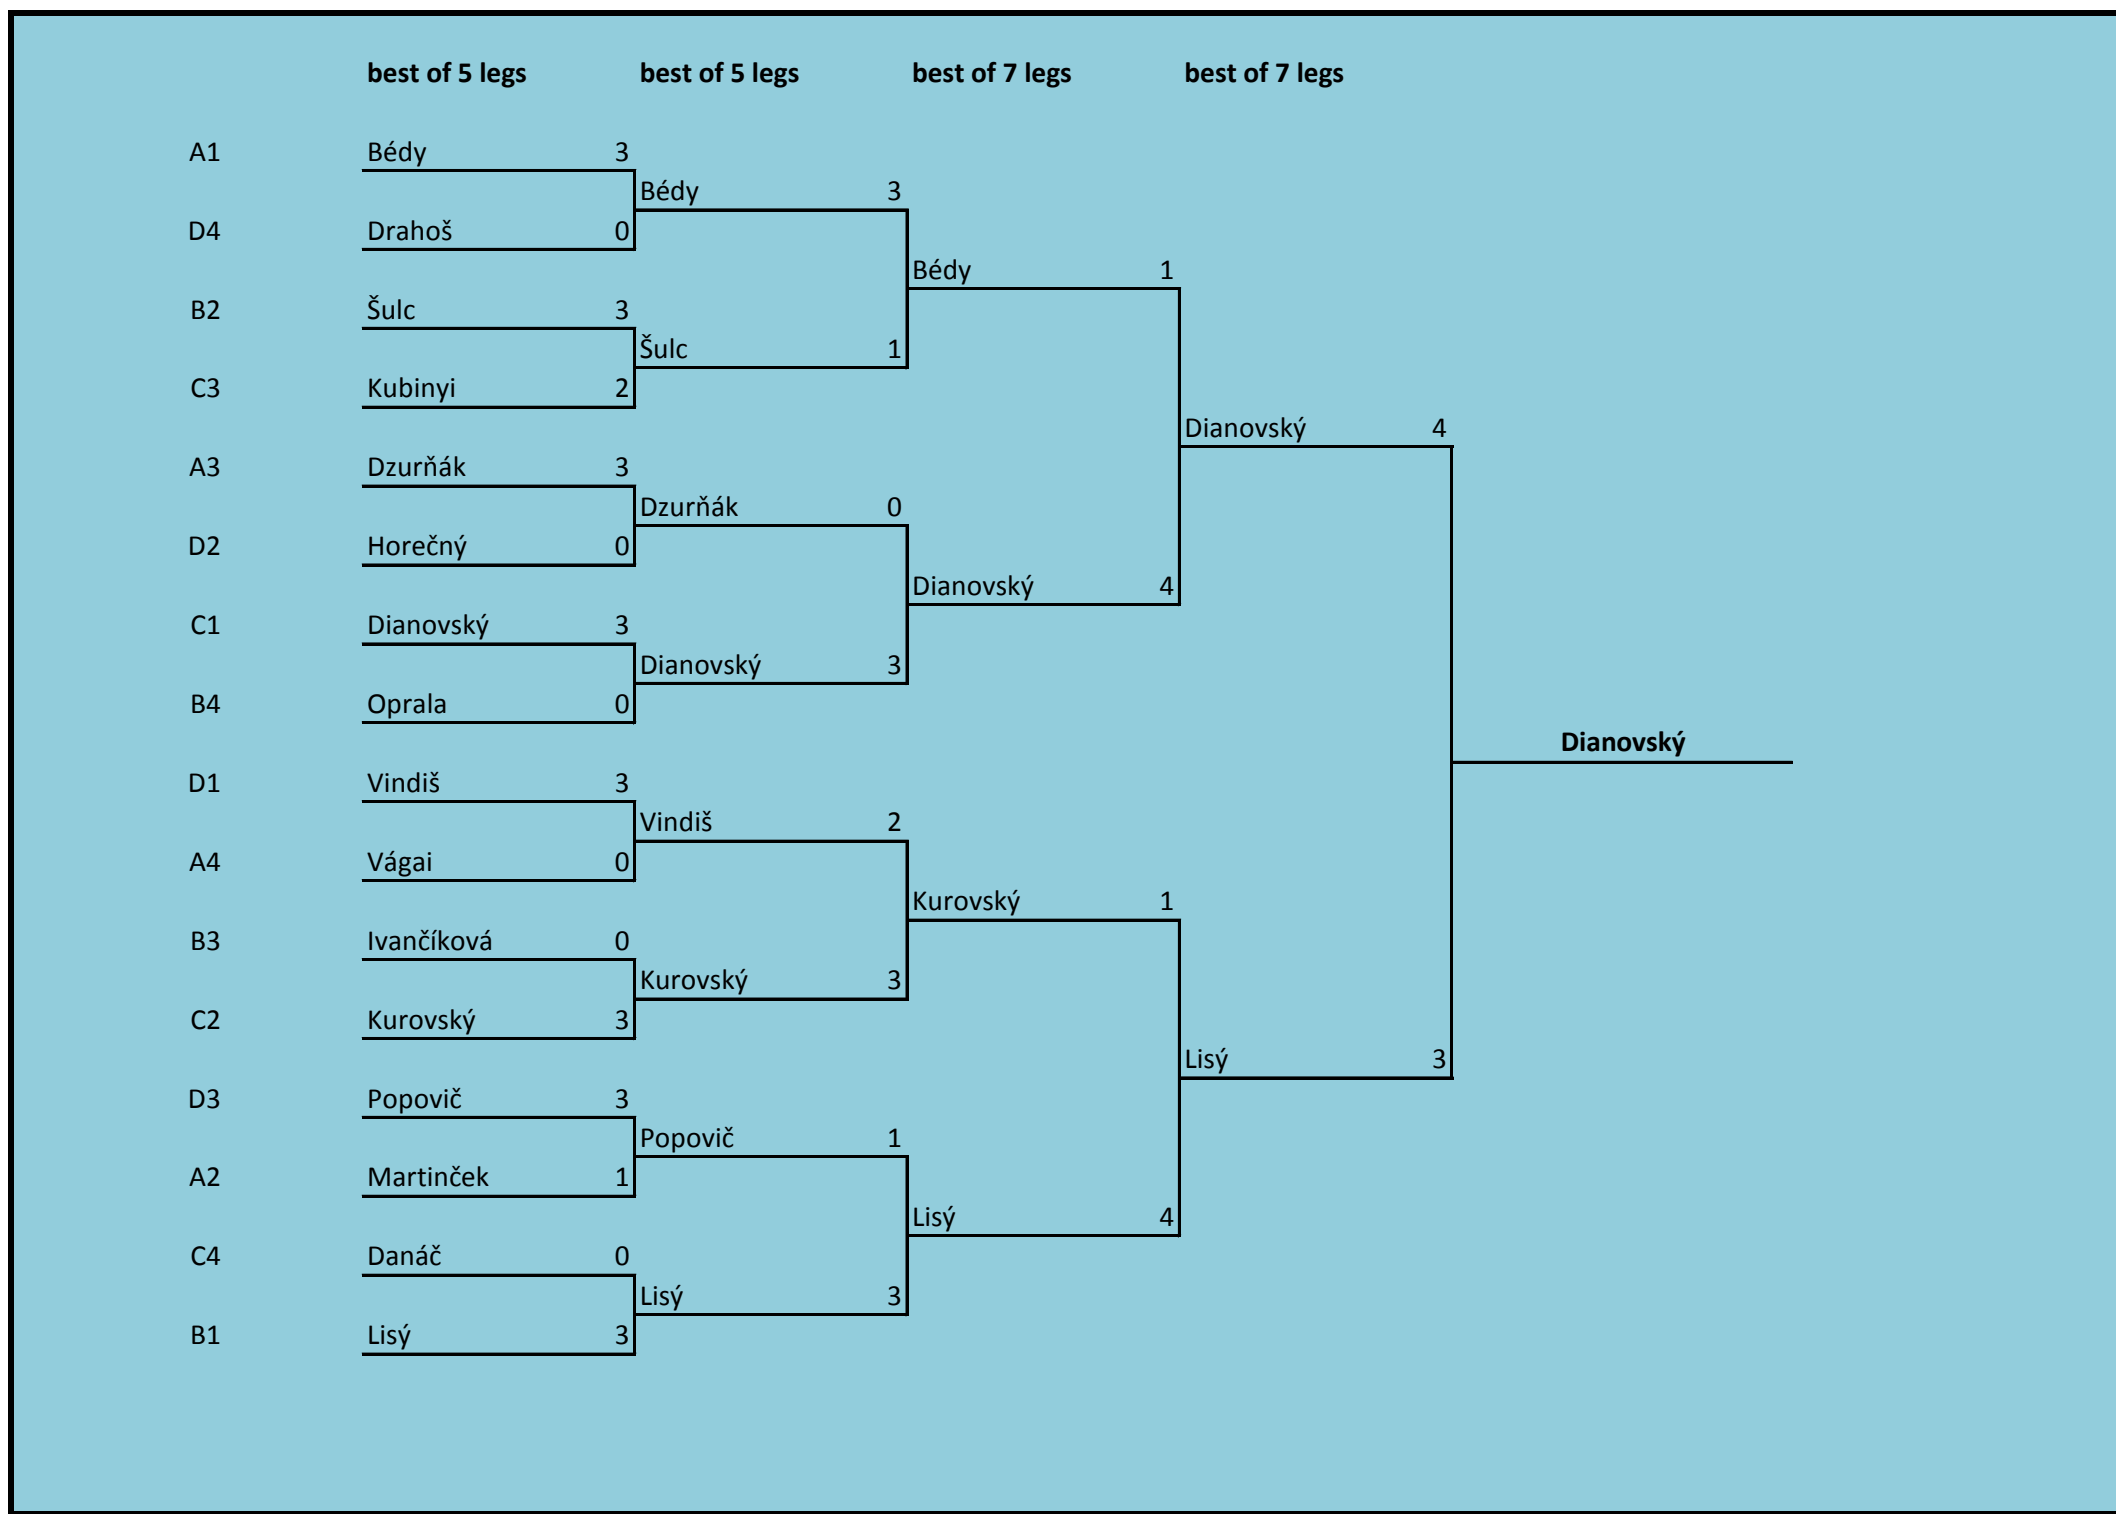 best of 5 legs best of 5 legs best of 7 legs best of 7 legs
A1 Bédy 3
Bédy 3
D4 Drahoš 0
Bédy 1
B2 Šulc 3
Šulc 1
C3 Kubinyi 2
Dianovský 4
A3 Dzurňák 3
Dzurňák 0
D2 Horečný 0
Dianovský 4
C1 Dianovský 3
Dianovský 3
B4 Oprala 0
Dianovský
D1 Vindiš 3
Vindiš 2
A4 Vágai 0
Kurovský 1
B3 Ivančíková 0
Kurovský 3
C2 Kurovský 3
Lisý 3
D3 Popovič 3
Popovič 1
A2 Martinček 1
Lisý 4
C4 Danáč 0
Lisý 3
B1 Lisý 3